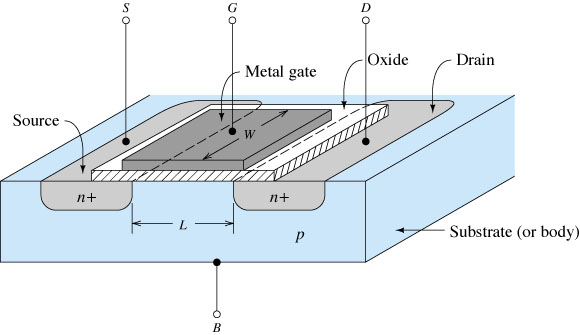 S
G
D
Metal gate
Oxide
Drain
Source
W
n+
n+
L
p
Substrate (or body)
B